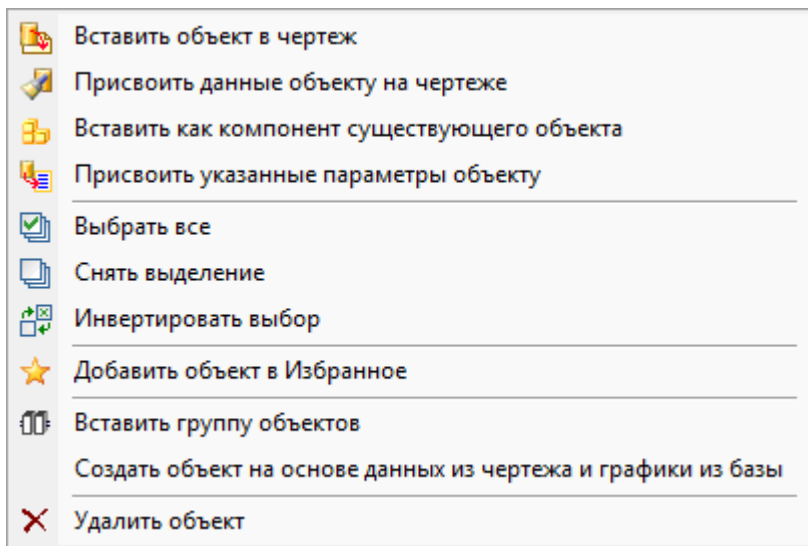 Вставить объект в чертеж
Присвоить данные объекту на чертеже
Вставить как компонент существующего объекта
Присвоить указанные параметры объекту
Выбрать все
Снять выделение
Инвертировать выбор
Добавить объект в Избранное
Вставить группу объектов
Создать объект на основе данных из чертежа и графики из базы
Удалить объект